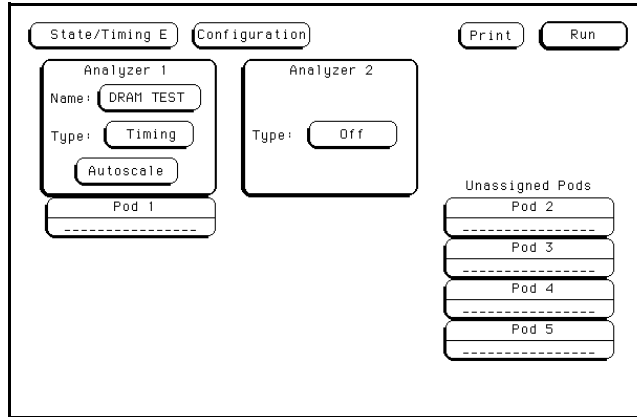 State/Timing E Configuration Print Run
Analyzer 1
Name: DRAM TEST
Type: Timing
Autoscale
Analyzer 2
Type: Off
Pod 1
----------------
Unassigned Pods
Pod 2
----------------
Pod 3
----------------
Pod 4
----------------
Pod 5
----------------